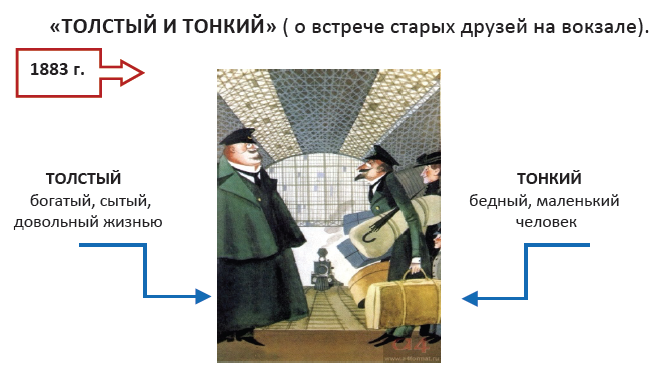 «ТОЛСТЫЙ И ТОНКИЙ» ( о встрече старых друзей на вокзале).
1883 г.
ТОЛСТЫЙ
богатый, сытый,
довольный жизнью
ТОНКИЙ
бедный, маленький
человек